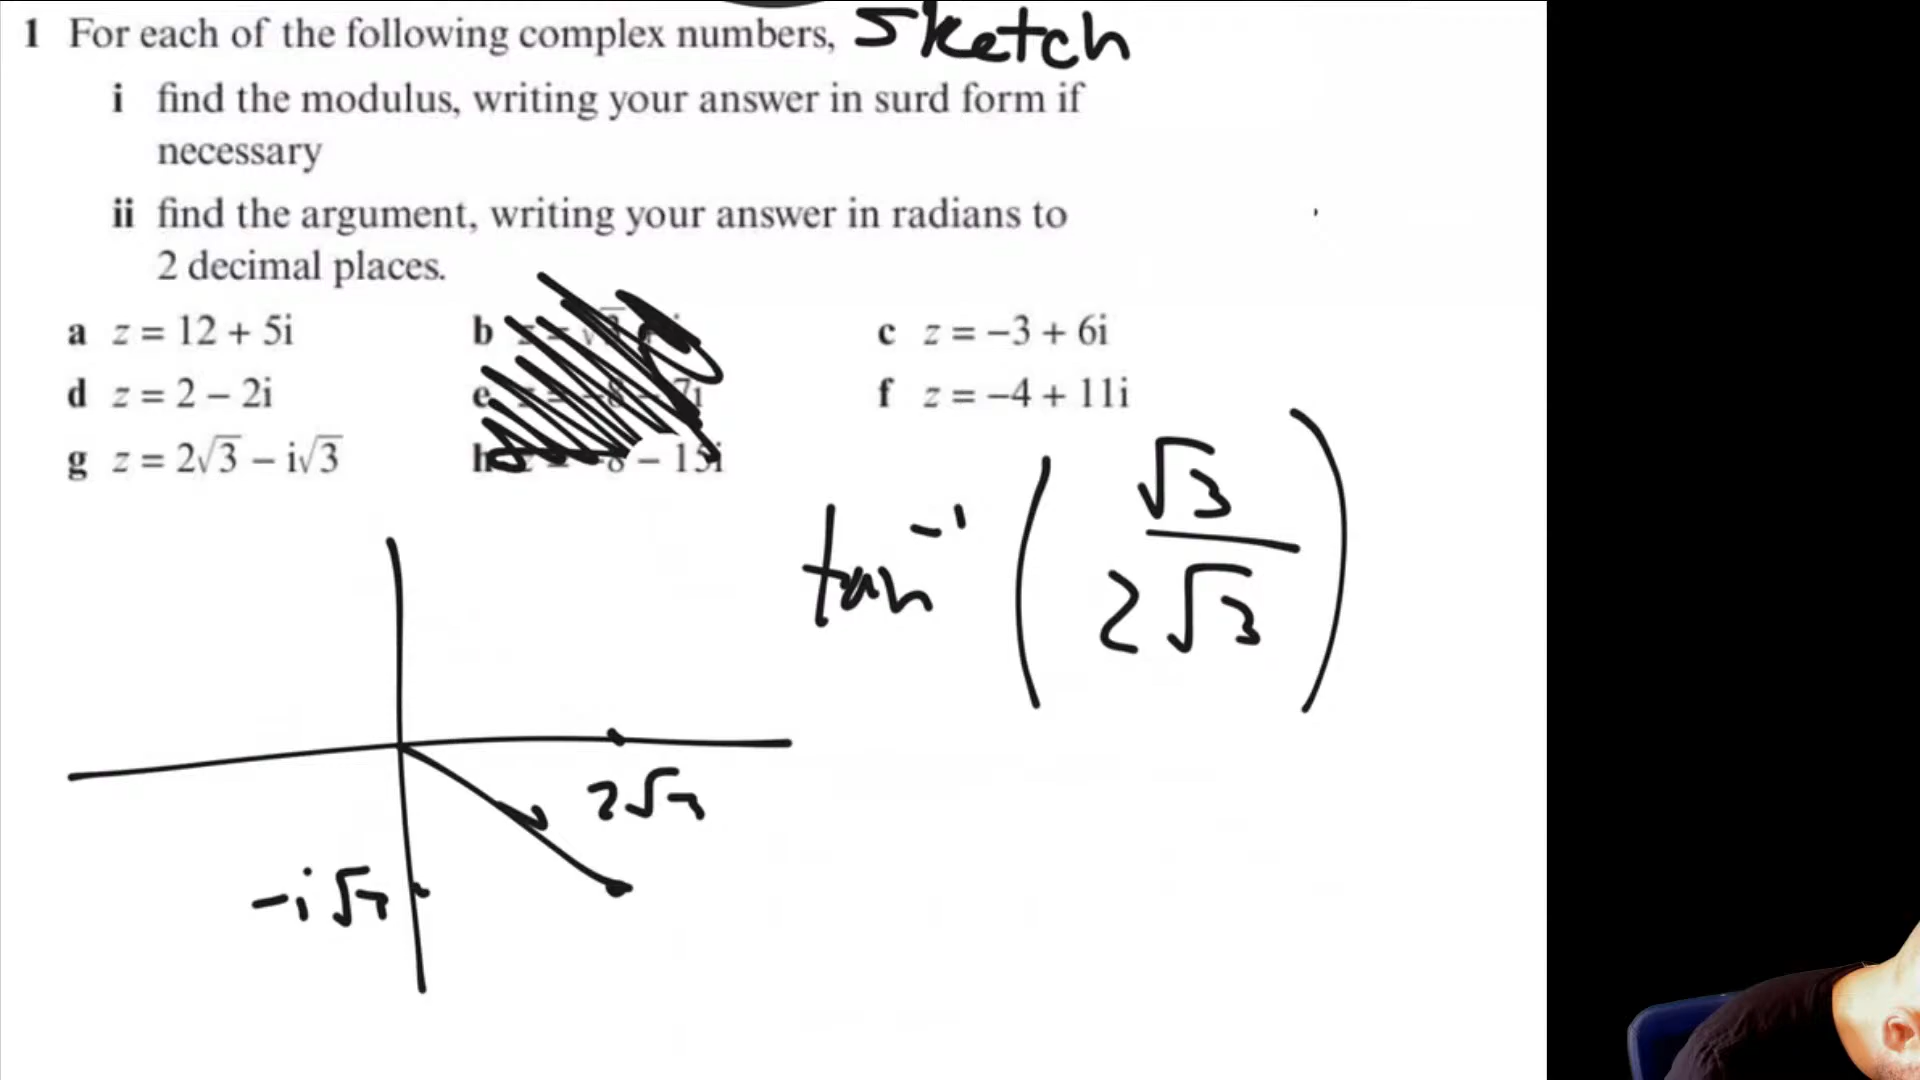 1 For each of the following complex numbers, Sketch
i find the modulus, writing your answer in surd form if
necessary
ii find the argument, writing your answer in radians to
2 decimal places.
a z = 12 + 5i b c z = −3 + 6i
d z = 2 − 2i e f z = −4 + 11i
g z = 2√3 − i√3 h − 15i
tan⁻¹ ( √3 / 2√3 )
2√3
−i√3